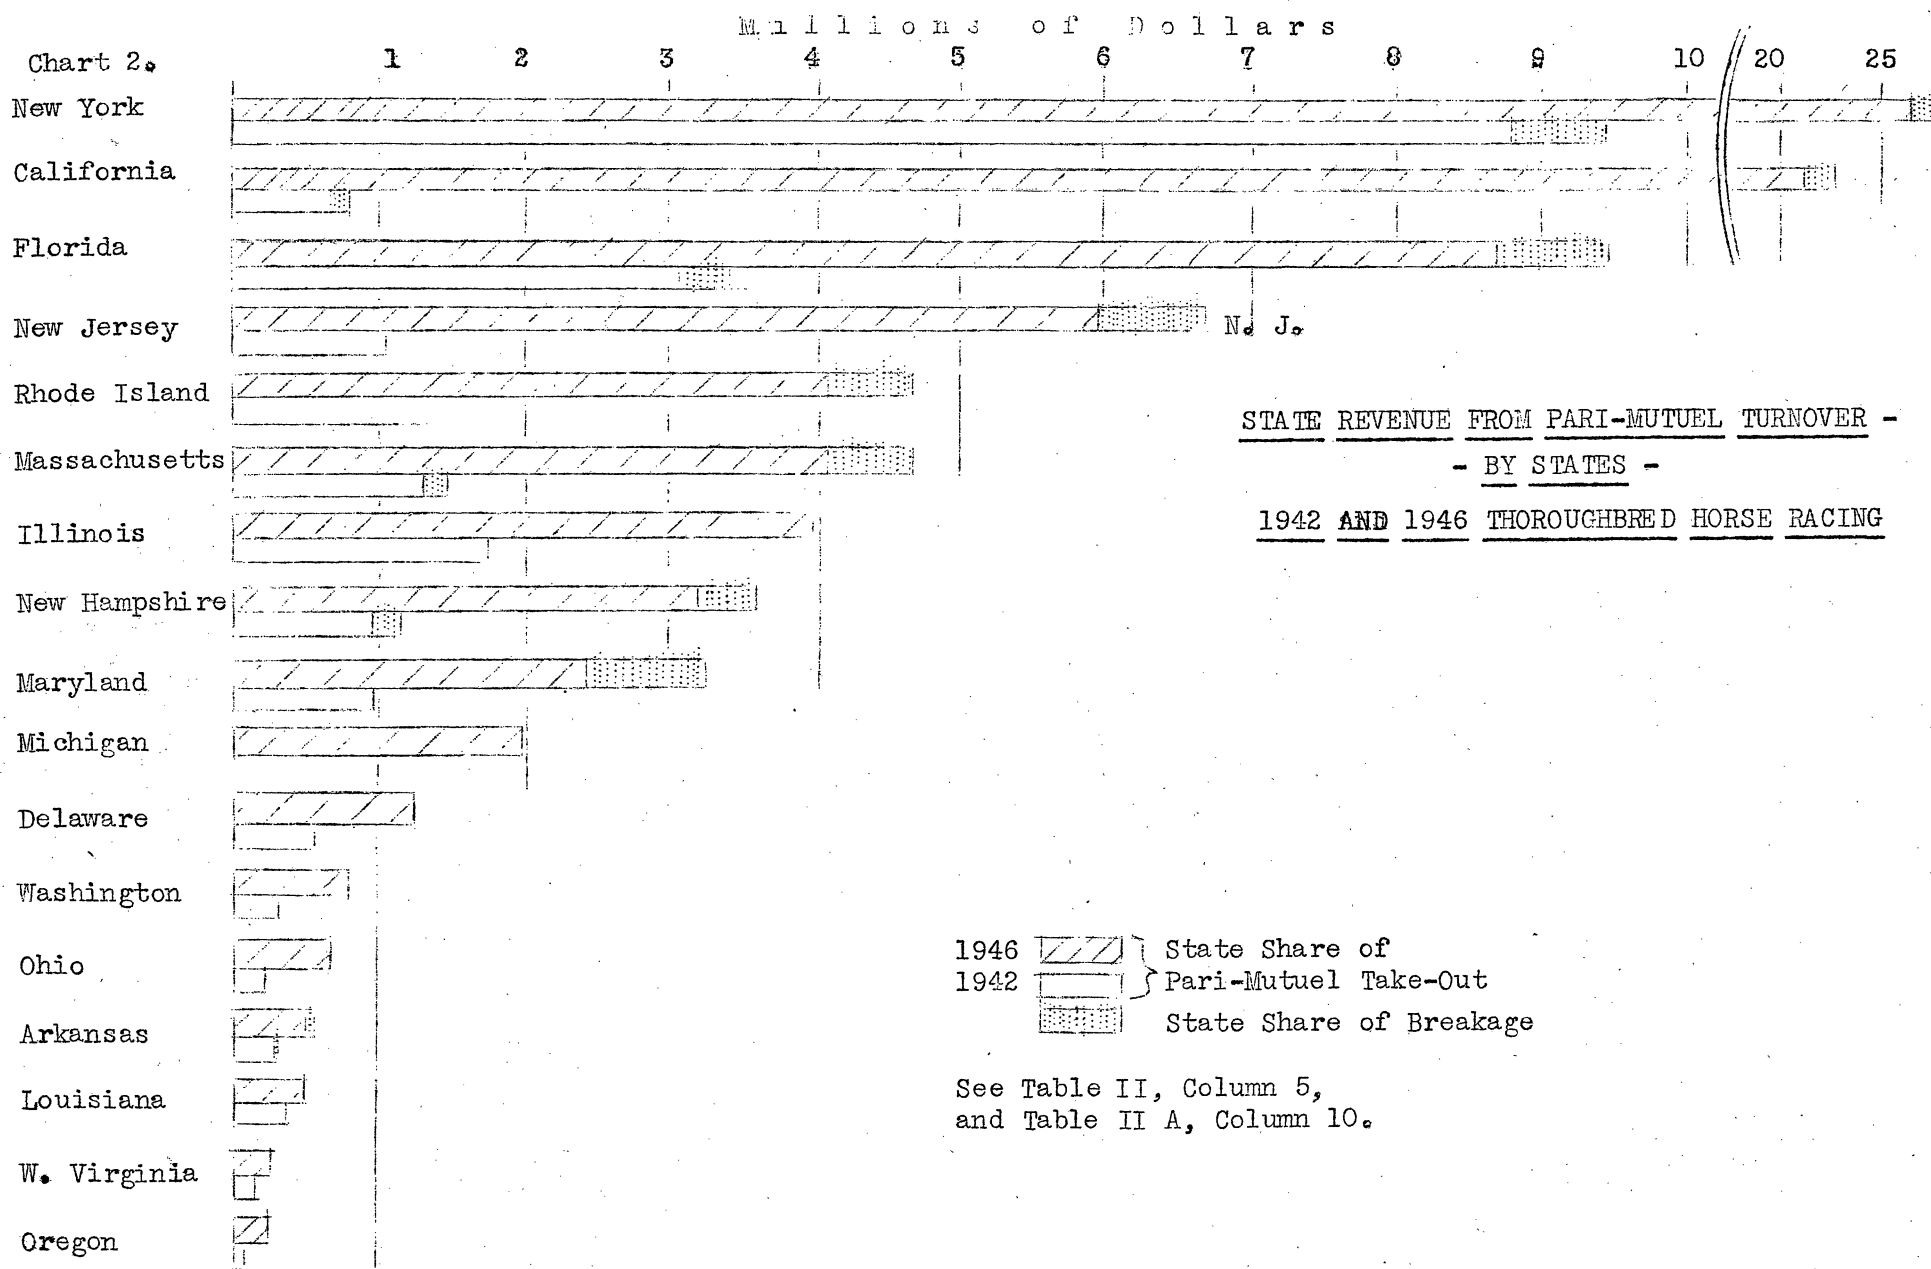 Millions of Dollars
Chart 2. 1 2 3 4 5 6 7 8 9 10 20 25
New York
California
Florida
New Jersey N. J.
Rhode Island
STATE REVENUE FROM PARI-MUTUEL TURNOVER -
- BY STATES -
1942 AND 1946 THOROUGHBRED HORSE RACING
Massachusetts
Illinois
New Hampshire
Maryland
Michigan
Delaware
Washington
Ohio
Arkansas
Louisiana
W. Virginia
Oregon
1946 State Share of
1942 Pari-Mutuel Take-Out
State Share of Breakage
See Table II, Column 5,
and Table II A, Column 10.